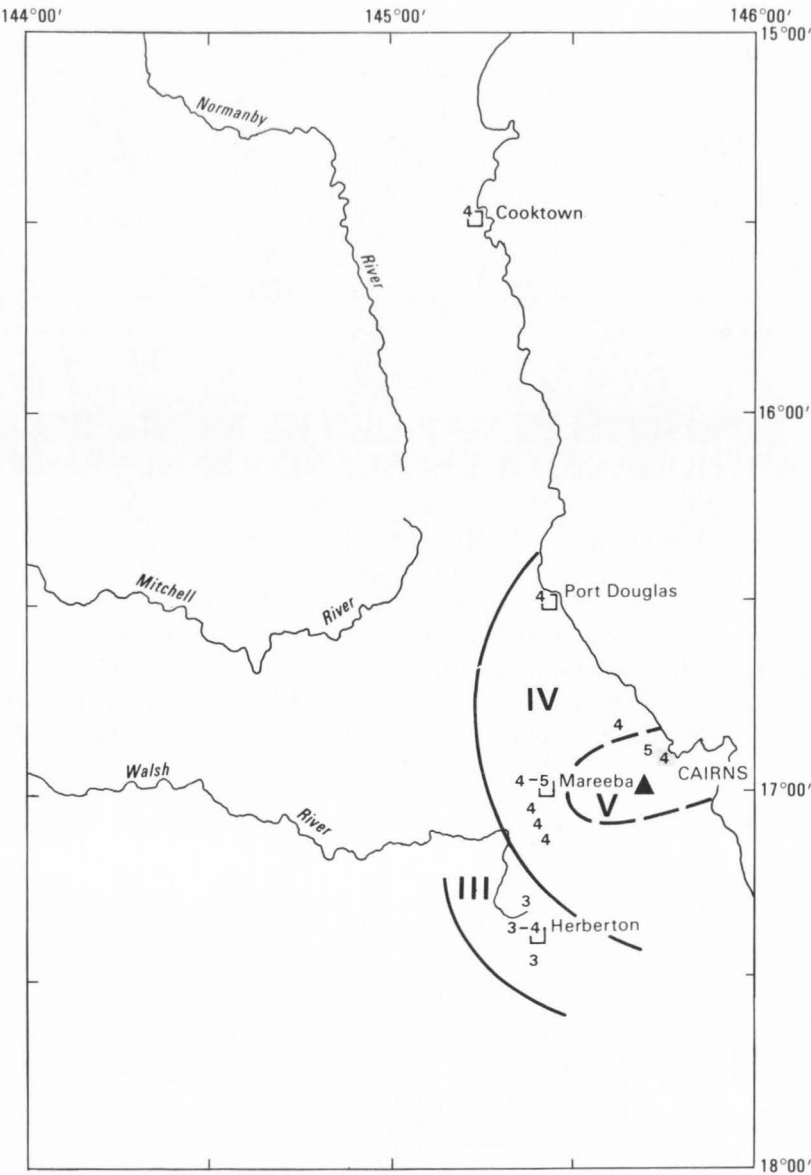 144°00'
145°00'
146°00'
15°00'
Normanby
River
4 Cooktown
16°00'
4 Port Douglas
Mitchell
River
IV
4
5
4
CAIRNS
4-5 Mareeba
V
17°00'
4
4
4
Walsh
River
III
3
3-4 Herberton
3
18°00'